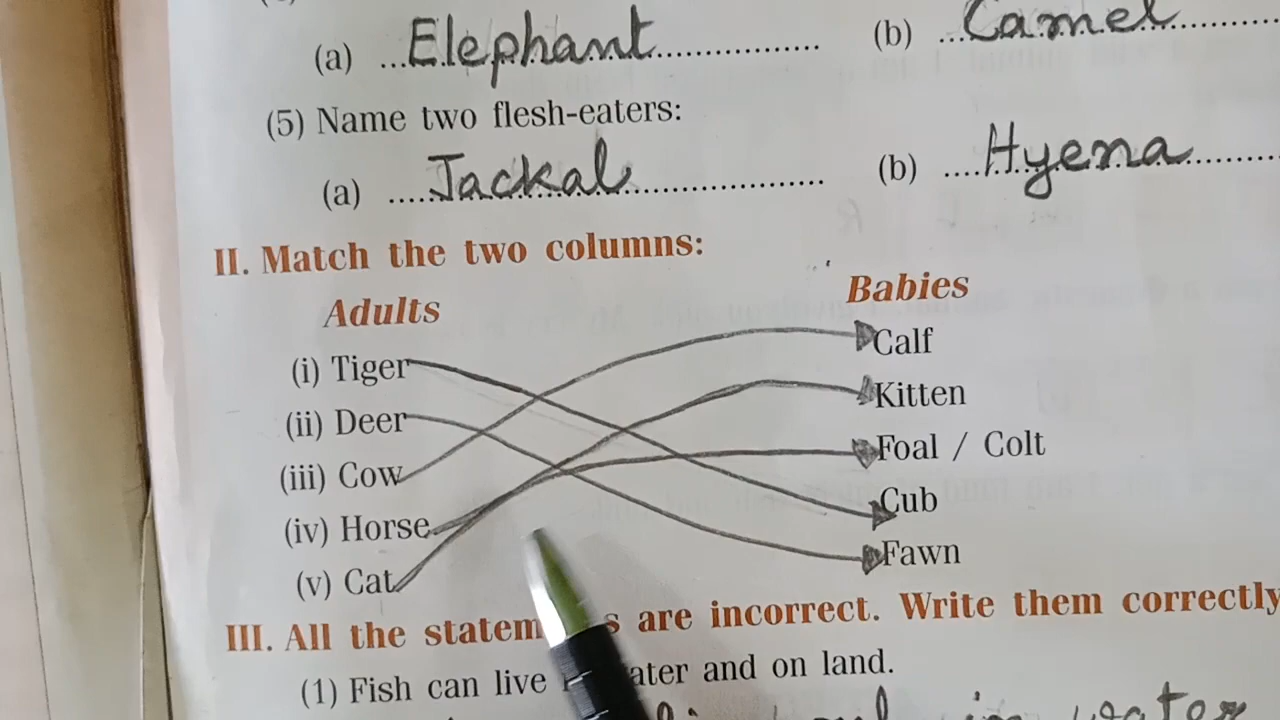 (a) ...Elephant.................. (b) ...Camel..............
(5) Name two flesh-eaters:
(a) .....Jackal..................... (b) ....Hyena...........
II. Match the two columns:
Adults Babies
(i) Tiger Calf
(ii) Deer Kitten
(iii) Cow Foal / Colt
(iv) Horse Cub
(v) Cat Fawn
III. All the statem s are incorrect. Write them correctly
(1) Fish can live ater and on land.
in water